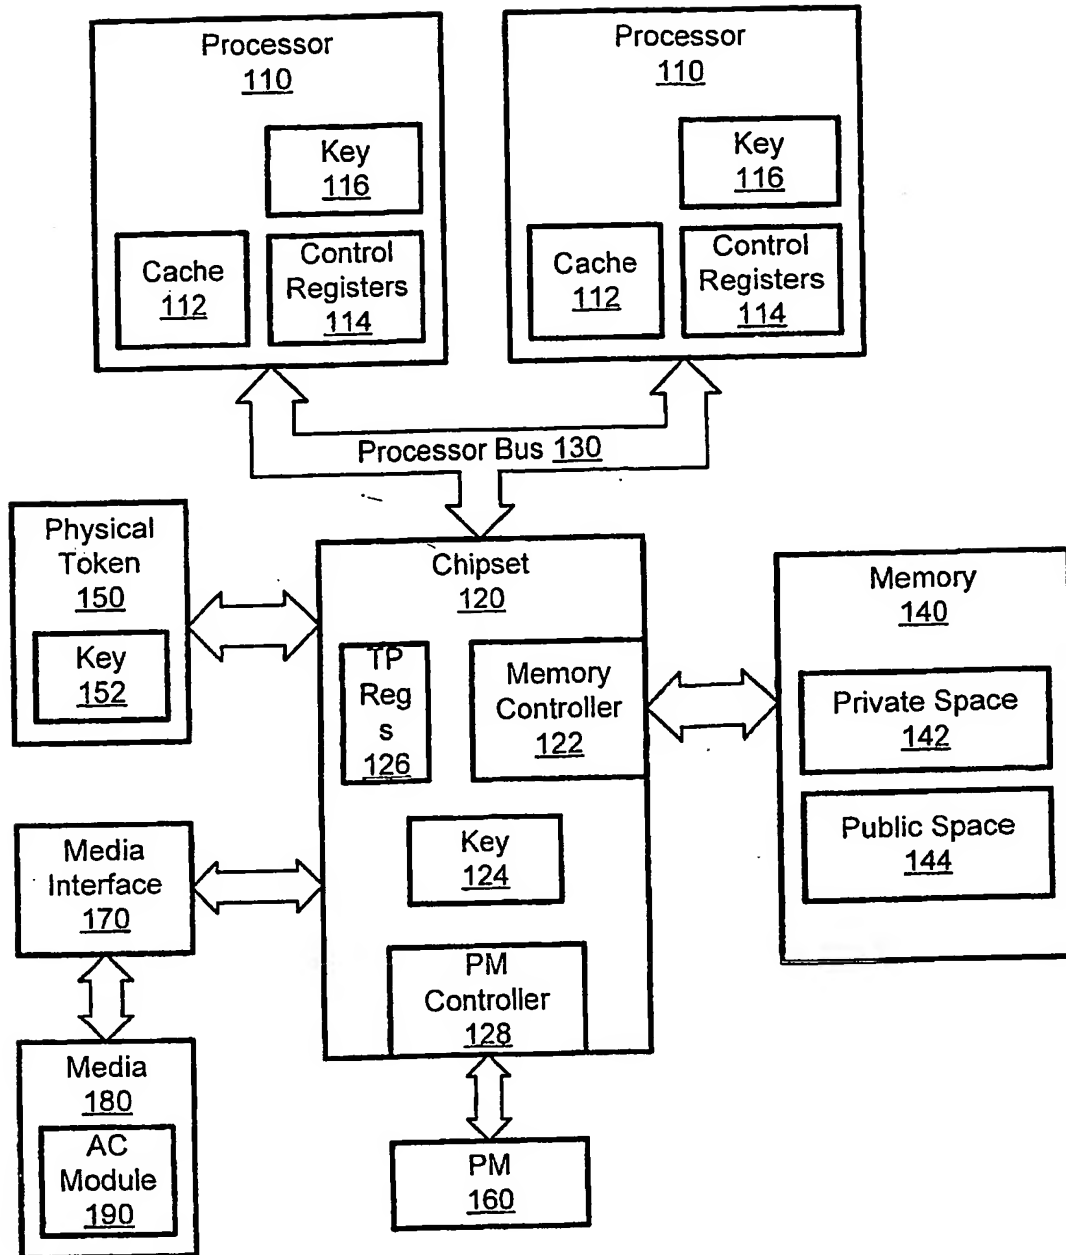 Processor
110
Key
116
Cache
112
Control
Registers
114
Processor
110
Key
116
Cache
112
Control
Registers
114
Processor Bus 130
Physical
Token
150
Key
152
Chipset
120
TP
Reg
s
126
Memory
Controller
122
Key
124
PM
Controller
128
Memory
140
Private Space
142
Public Space
144
Media
Interface
170
Media
180
AC
Module
190
PM
160